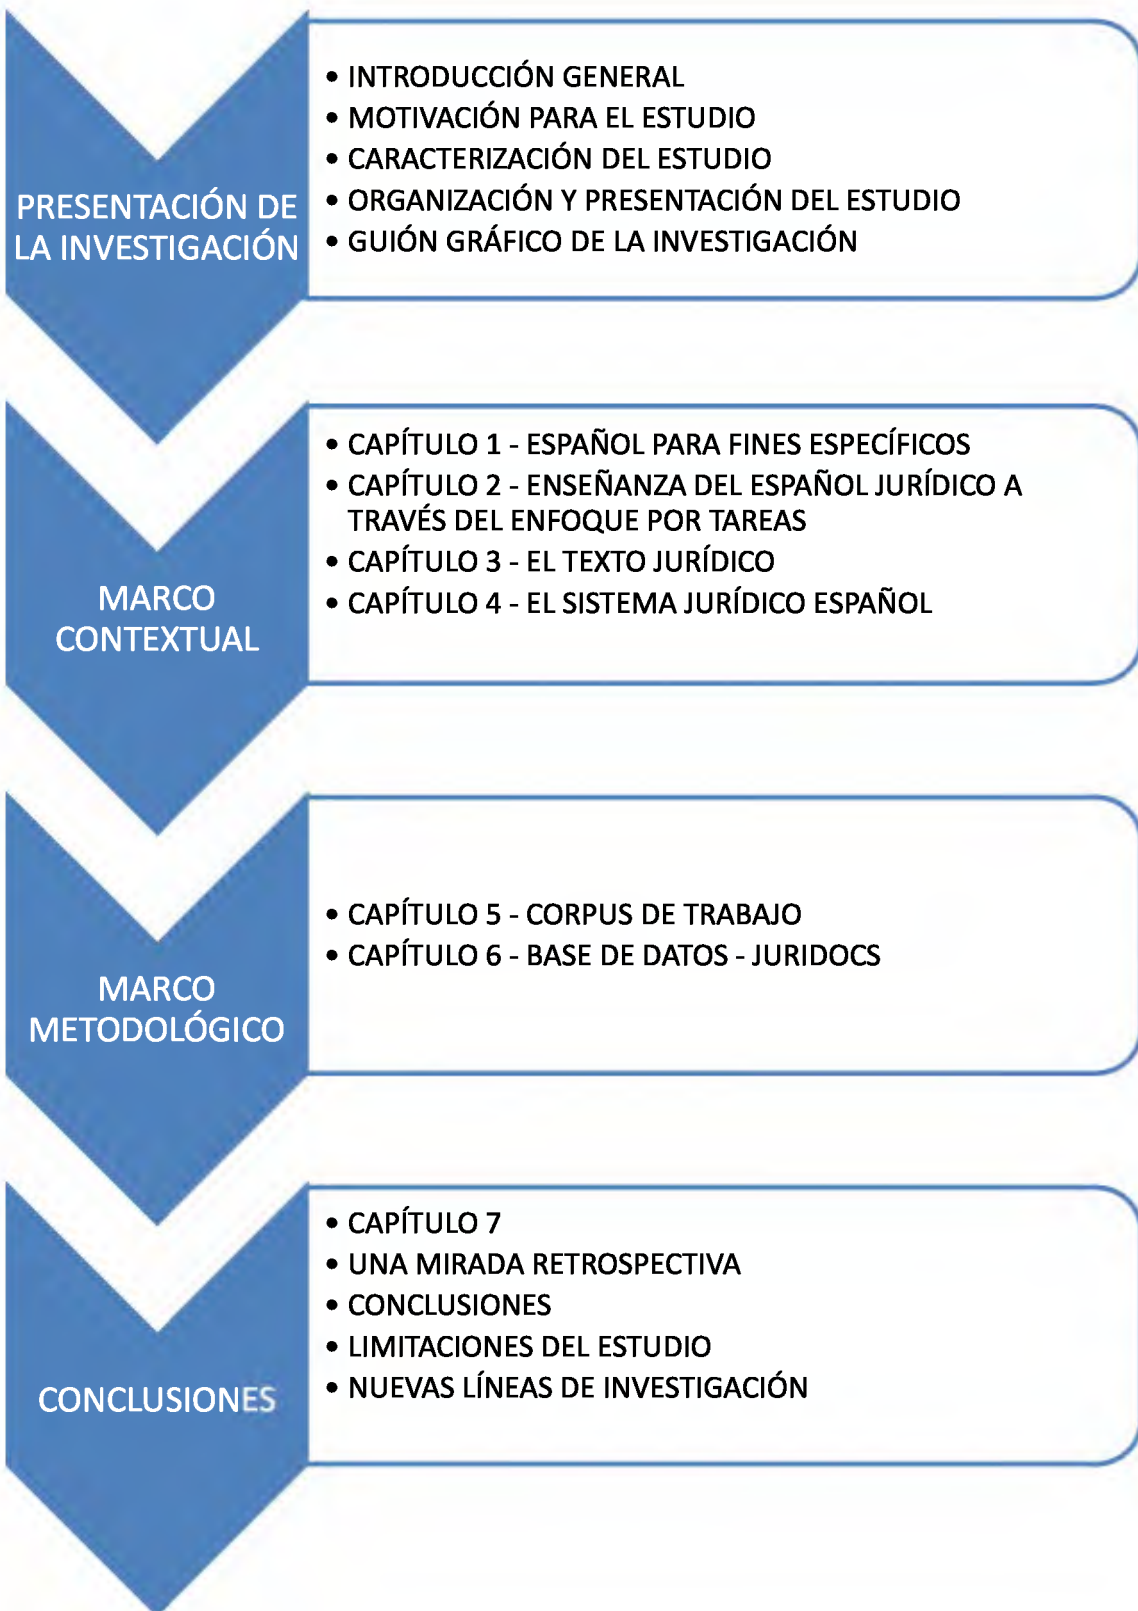 PRESENTACIÓN DE
LA INVESTIGACIÓN
• INTRODUCCIÓN GENERAL
• MOTIVACIÓN PARA EL ESTUDIO
• CARACTERIZACIÓN DEL ESTUDIO
• ORGANIZACIÓN Y PRESENTACIÓN DEL ESTUDIO
• GUIÓN GRÁFICO DE LA INVESTIGACIÓN
MARCO
CONTEXTUAL
• CAPÍTULO 1 - ESPAÑOL PARA FINES ESPECÍFICOS
• CAPÍTULO 2 - ENSEÑANZA DEL ESPAÑOL JURÍDICO A
TRAVÉS DEL ENFOQUE POR TAREAS
• CAPÍTULO 3 - EL TEXTO JURÍDICO
• CAPÍTULO 4 - EL SISTEMA JURÍDICO ESPAÑOL
MARCO
METODOLÓGICO
• CAPÍTULO 5 - CORPUS DE TRABAJO
• CAPÍTULO 6 - BASE DE DATOS - JURIDOCS
CONCLUSIONES
• CAPÍTULO 7
• UNA MIRADA RETROSPECTIVA
• CONCLUSIONES
• LIMITACIONES DEL ESTUDIO
• NUEVAS LÍNEAS DE INVESTIGACIÓN